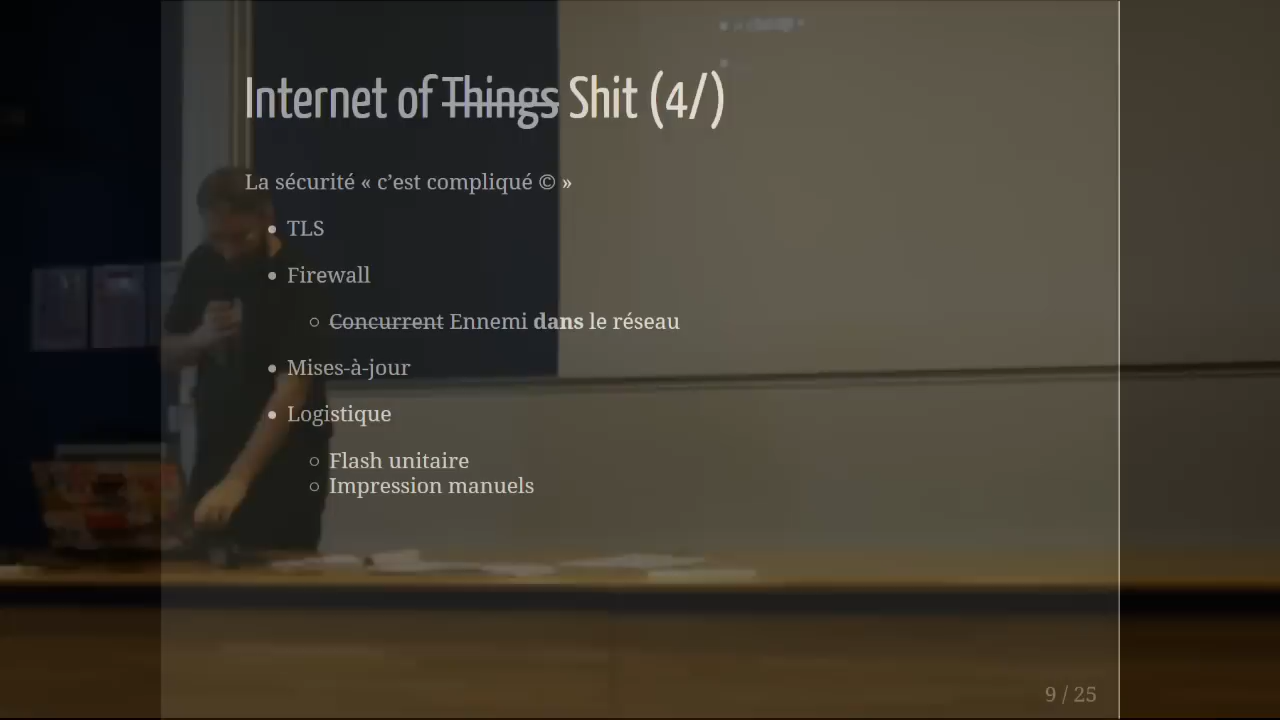 Internet of Things Shit (4/)
La sécurité « c’est compliqué © »
TLS
Firewall
Concurrent Ennemi dans le réseau
Mises-à-jour
Logistique
Flash unitaire
Impression manuels
9 / 25